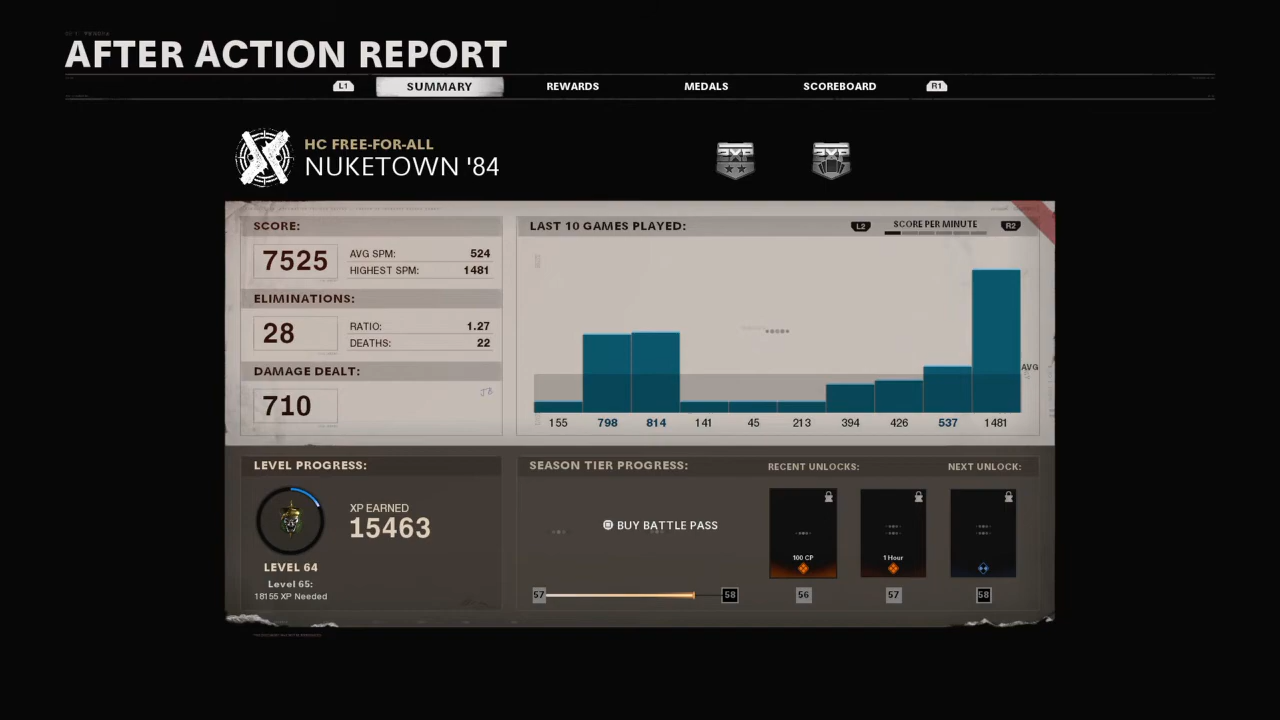 AFTER ACTION REPORT
L1 SUMMARY REWARDS MEDALS SCOREBOARD R1
HC FREE-FOR-ALL
NUKETOWN '84
2XP 2XP
SCORE:
7525
AVG SPM: 524
HIGHEST SPM: 1481
ELIMINATIONS:
28
RATIO: 1.27
DEATHS: 22
DAMAGE DEALT:
710
LAST 10 GAMES PLAYED:
L2 SCORE PER MINUTE R2
AVG
155 798 814 141 45 213 394 426 537 1481
LEVEL PROGRESS:
XP EARNED
15463
LEVEL 64
Level 65:
18155 XP Needed
SEASON TIER PROGRESS:
BUY BATTLE PASS
57 58
RECENT UNLOCKS: NEXT UNLOCK:
100 CP 1 Hour
56 57 58